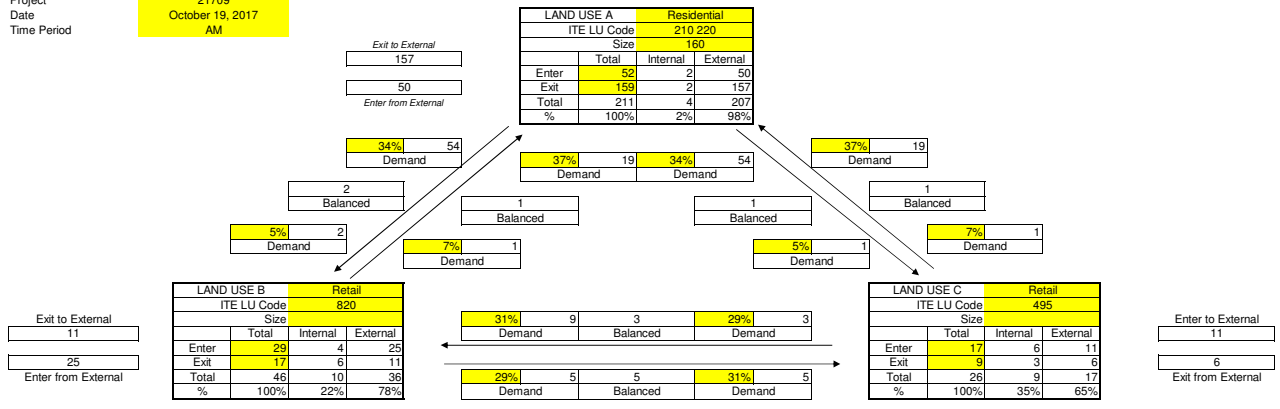 Project 21709
Date October 19, 2017
Time Period AM
LAND USE A Residential
ITE LU Code 210 220
Size 160
Total Internal External
Enter 52 2 50
Exit 159 2 157
Total 211 4 207
% 100% 2% 98%
Exit to External
157
50
Enter from External
34% 54
Demand
37% 19 34% 54
Demand Demand
37% 19
Demand
2
Balanced
1
Balanced
1
Balanced
1
Balanced
5% 2
Demand
7% 1
Demand
5% 1
Demand
7% 1
Demand
LAND USE B Retail
ITE LU Code 820
Size
Total Internal External
Enter 29 4 25
Exit 17 6 11
Total 46 10 36
% 100% 22% 78%
Exit to External
11
25
Enter from External
31% 9 3 29% 3
Demand Balanced Demand
29% 5 5 31% 5
Demand Balanced Demand
LAND USE C Retail
ITE LU Code 495
Size
Total Internal External
Enter 17 6 11
Exit 9 3 6
Total 26 9 17
% 100% 35% 65%
Enter to External
11
6
Exit from External